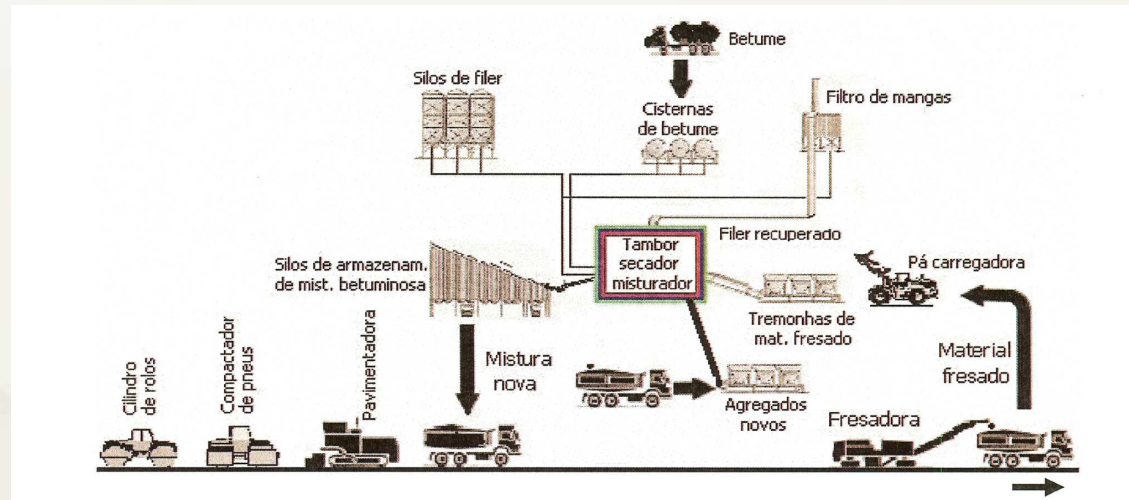 Betume
Silos de filer
Cisternas
de betume
Filtro de mangas
Tambor
secador
misturador
Filer recuperado
Silos de armazenam.
de mist. betuminosa
Pá carregadora
Tremonhas de
mat. fresado
Material
fresado
Mistura
nova
Agregados
novos
Fresadora
Cilindro
de rolos
Compactador
de pneus
Pavimentadora